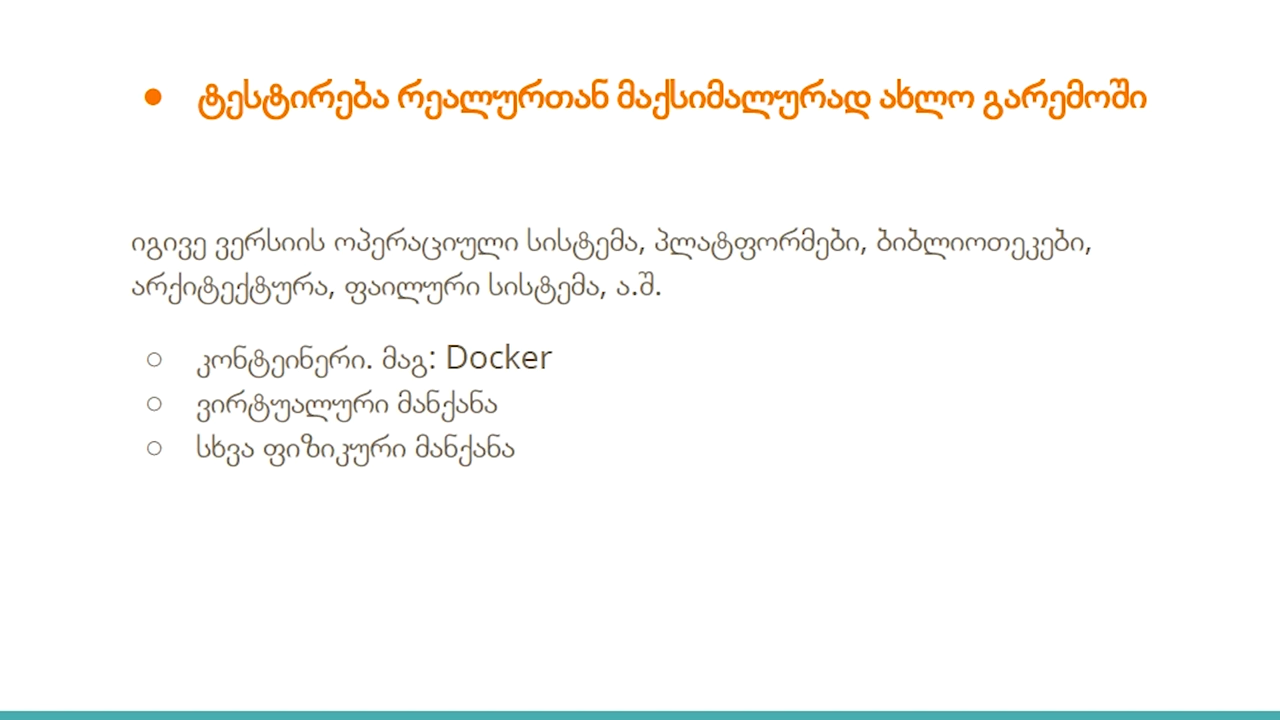 ● ტესტირება რეალურთან მაქსიმალურად ახლო გარემოში
იგივე ვერსიის ოპერაციული სისტემა, პლატფორმები, ბიბლიოთეკები,
არქიტექტურა, ფაილური სისტემა, ა.შ.
○ კონტეინერი. მაგ: Docker
○ ვირტუალური მანქანა
○ სხვა ფიზიკური მანქანა